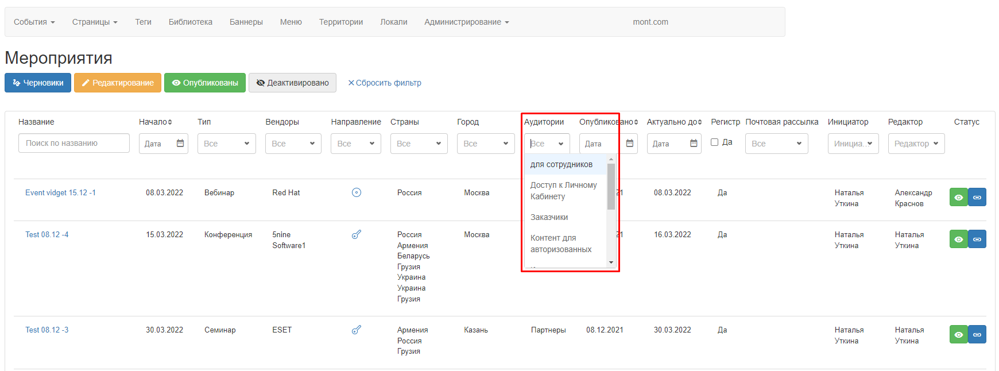 События Страницы Теги Библиотека Баннеры Меню Территории Локали Администрирование mont.com
Мероприятия
Черновики Редактирование Опубликованы Деактивировано Сбросить фильтр
Название Начало Тип Вендоры Направление Страны Город Аудитории Опубликовано Актуально до Регистр Почтовая рассылка Инициатор Редактор Статус
Поиск по названию Дата Все Все Все Все Все Все Дата Дата Да Все Инициа... Редактор
для сотрудников
Доступ к Личному
Кабинету
Заказчики
Контент для
авторизованных
Event vidget 15.12 -1 08.03.2022 Вебинар Red Hat Россия Москва 21 08.03.2022 Да Наталья Александр
Уткина Краснов
Test 08.12 -4 15.03.2022 Конференция 5nine Россия Москва 21 16.03.2022 Да Наталья Наталья
Software1 Армения Уткина Уткина
Беларусь
Грузия
Украина
Украина
Грузия
Test 08.12 -3 30.03.2022 Семинар ESET Армения Казань Партнеры 08.12.2021 30.03.2022 Да Наталья Наталья
Россия Уткина Уткина
Грузия